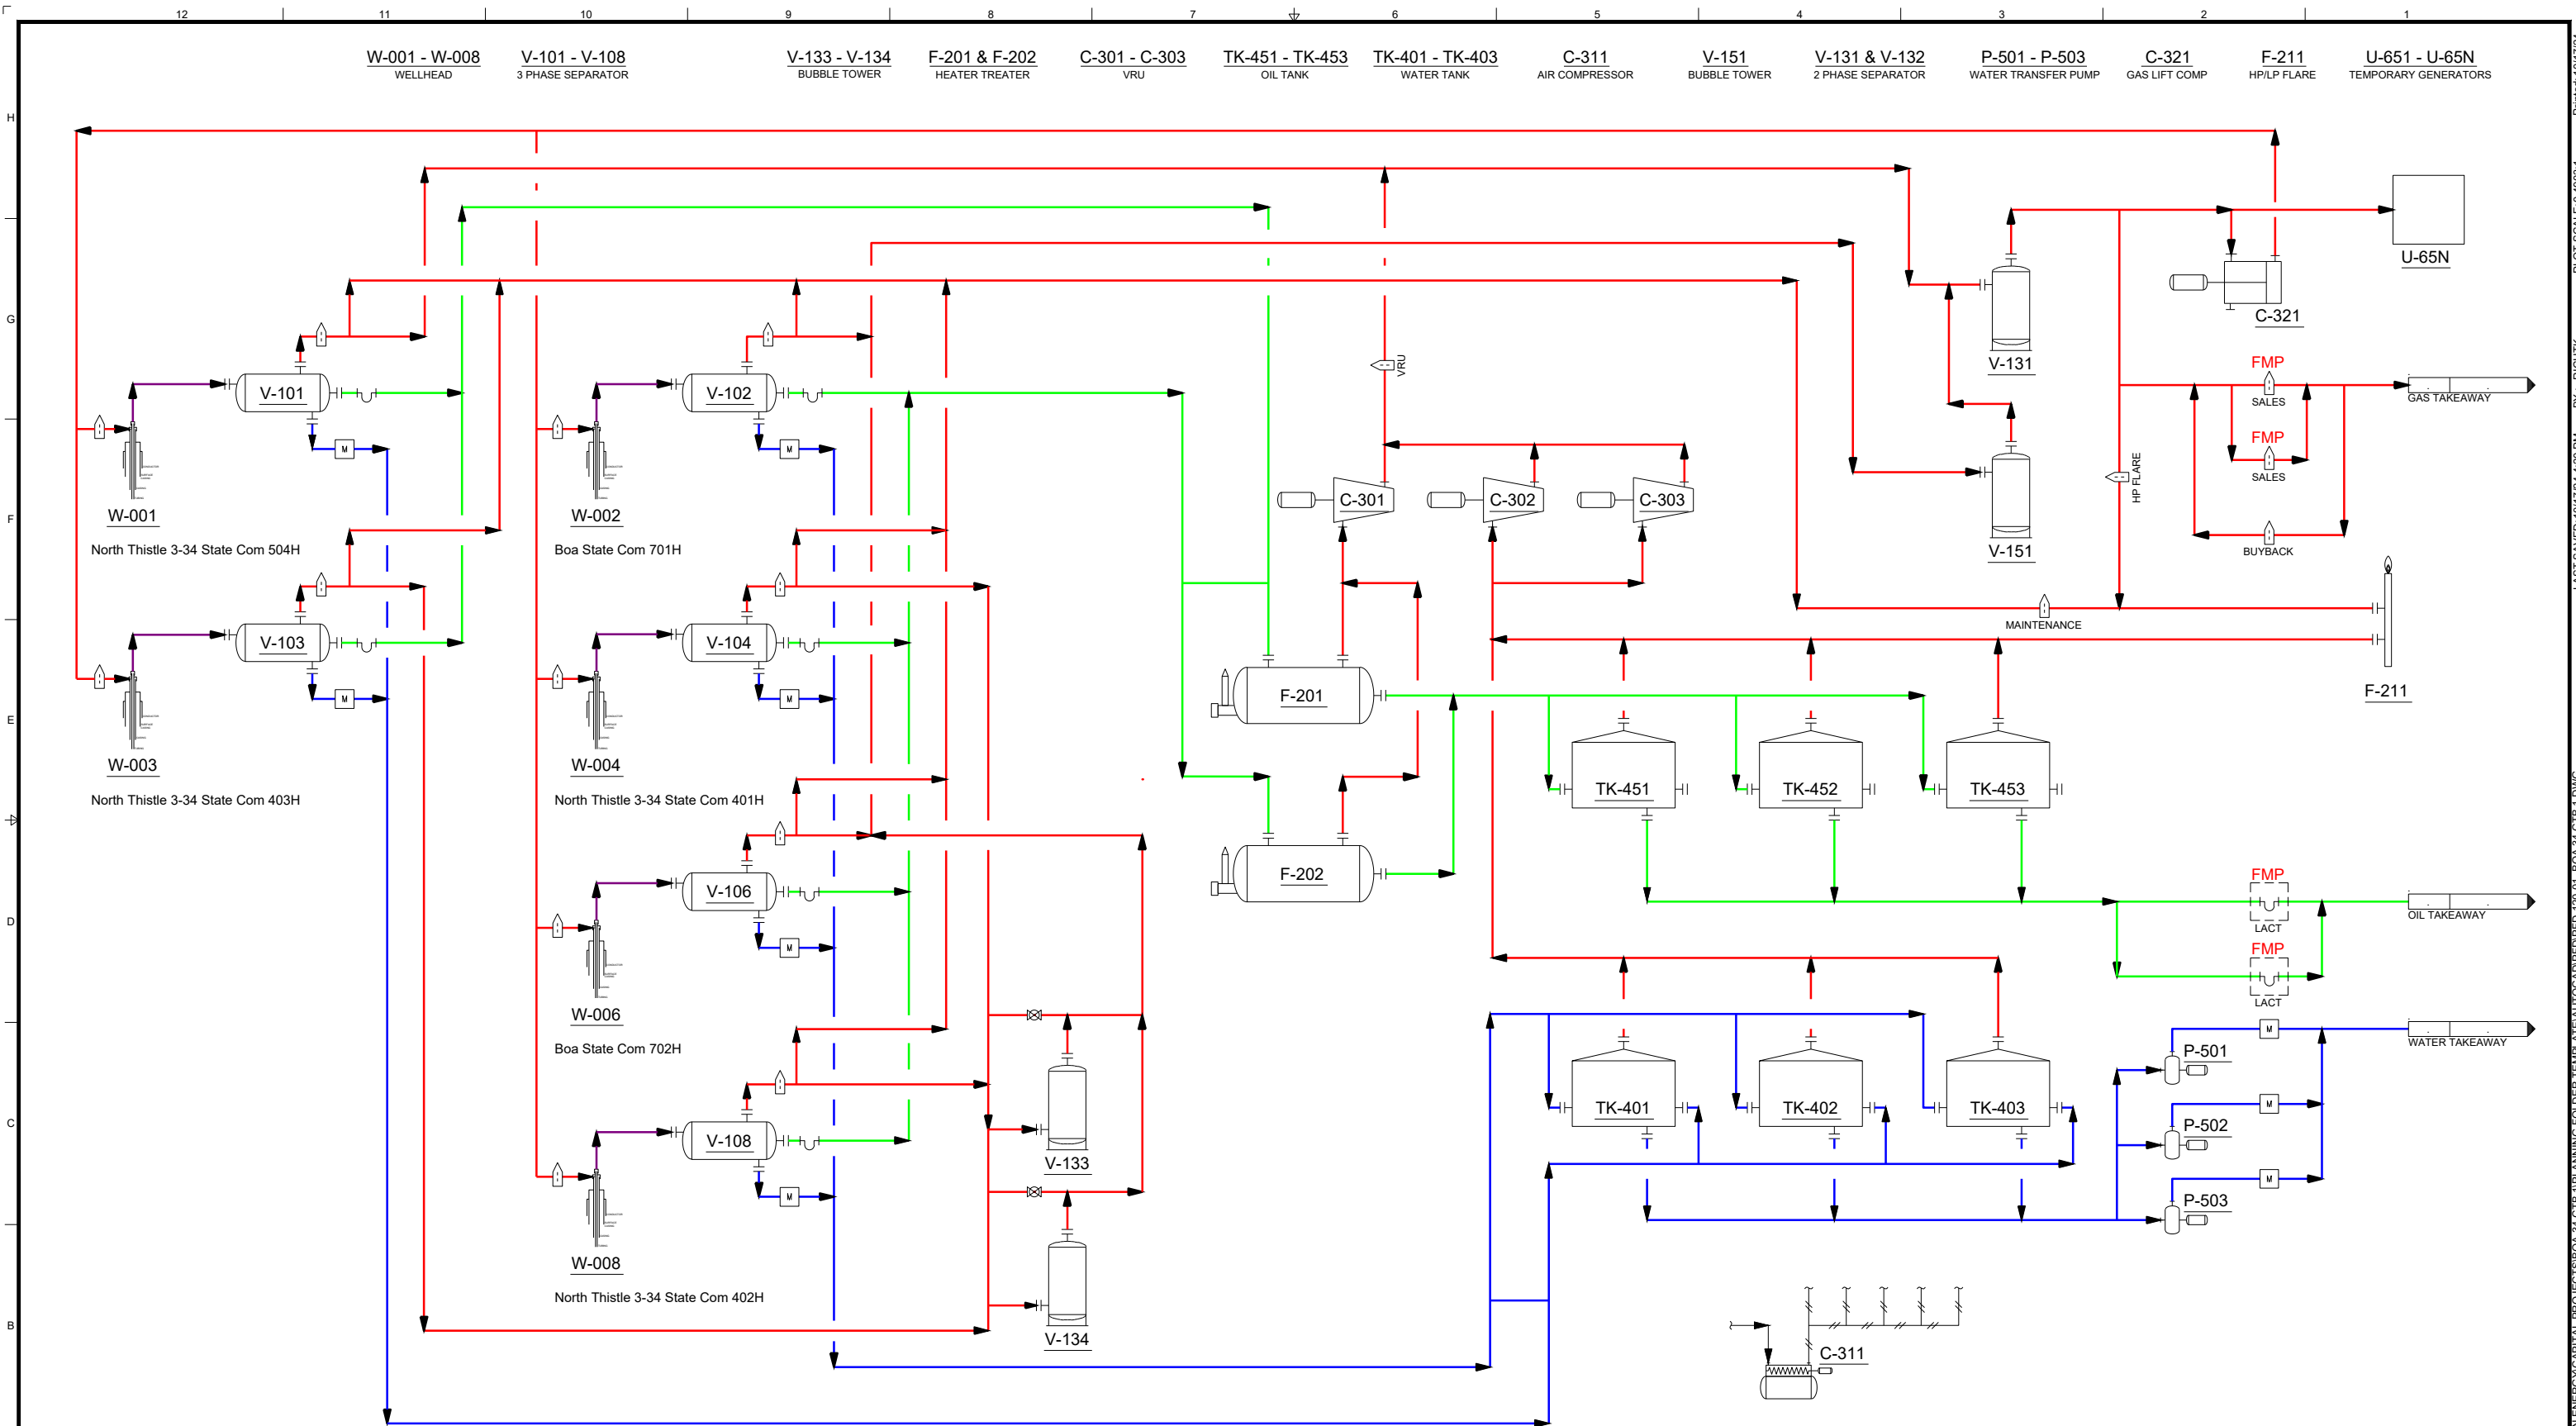 12 11 10 9 8 7 6 5 4 3 2 1
W-001 - W-008 V-101 - V-108 V-133 - V-134 F-201 & F-202 C-301 - C-303 TK-451 - TK-453 TK-401 - TK-403 C-311 V-151 V-131 & V-132 P-501 - P-503 C-321 F-211 U-651 - U-65N
WELLHEAD 3 PHASE SEPARATOR BUBBLE TOWER HEATER TREATER VRU OIL TANK WATER TANK AIR COMPRESSOR BUBBLE TOWER 2 PHASE SEPARATOR WATER TRANSFER PUMP GAS LIFT COMP HP/LP FLARE TEMPORARY GENERATORS
H
U-65N
G
C-321
V-131
FMP
VRU
V-101
V-102
GAS TAKEAWAY
SALES
M
M
FMP
SALES
HP FLARE
C-301
C-302
C-303
W-001
W-002
F
North Thistle 3-34 State Com 504H
Boa State Com 701H
V-151
BUYBACK
MAINTENANCE
V-103
V-104
F-211
F-201
M
M
E
W-003
W-004
TK-451
TK-452
TK-453
North Thistle 3-34 State Com 403H
North Thistle 3-34 State Com 401H
F-202
FMP
V-106
OIL TAKEAWAY
D
LACT
M
FMP
LACT
W-006
M
WATER TAKEAWAY
Boa State Com 702H
P-501
M
TK-401
TK-402
TK-403
C
P-502
V-108
V-133
M
M
P-503
W-008
North Thistle 3-34 State Com 402H
B
V-134
C-311